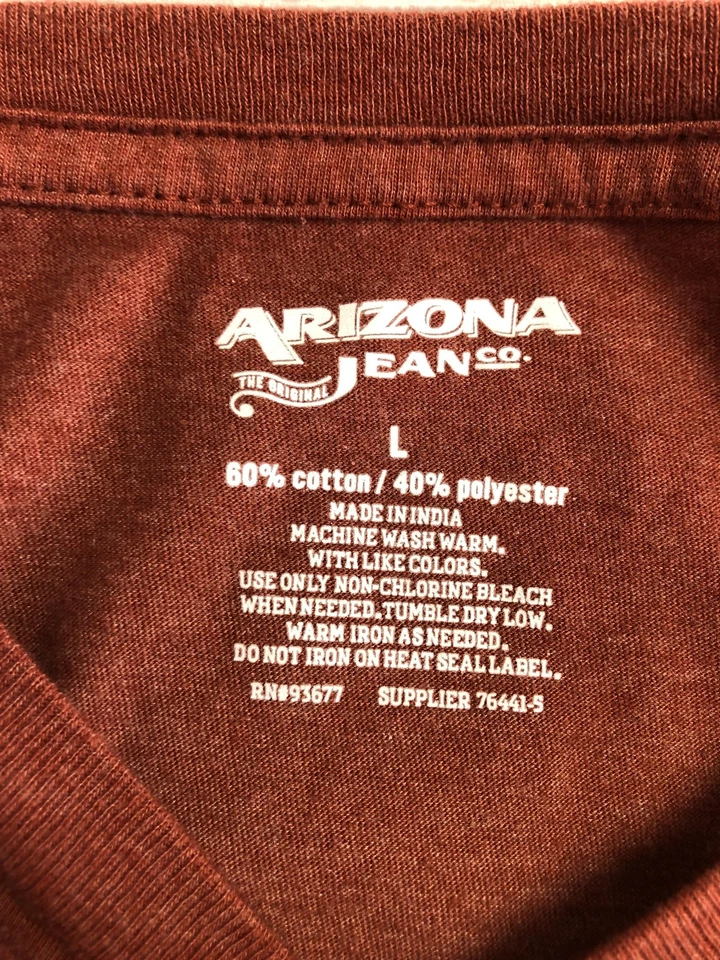 ARIZONA
JEAN CO.
THE ORIGINAL
L
60% cotton / 40% polyester
MADE IN INDIA
MACHINE WASH WARM.
WITH LIKE COLORS.
USE ONLY NON-CHLORINE BLEACH
WHEN NEEDED. TUMBLE DRY LOW.
WARM IRON AS NEEDED.
DO NOT IRON ON HEAT SEAL LABEL.
RN#93677 SUPPLIER 76441-S